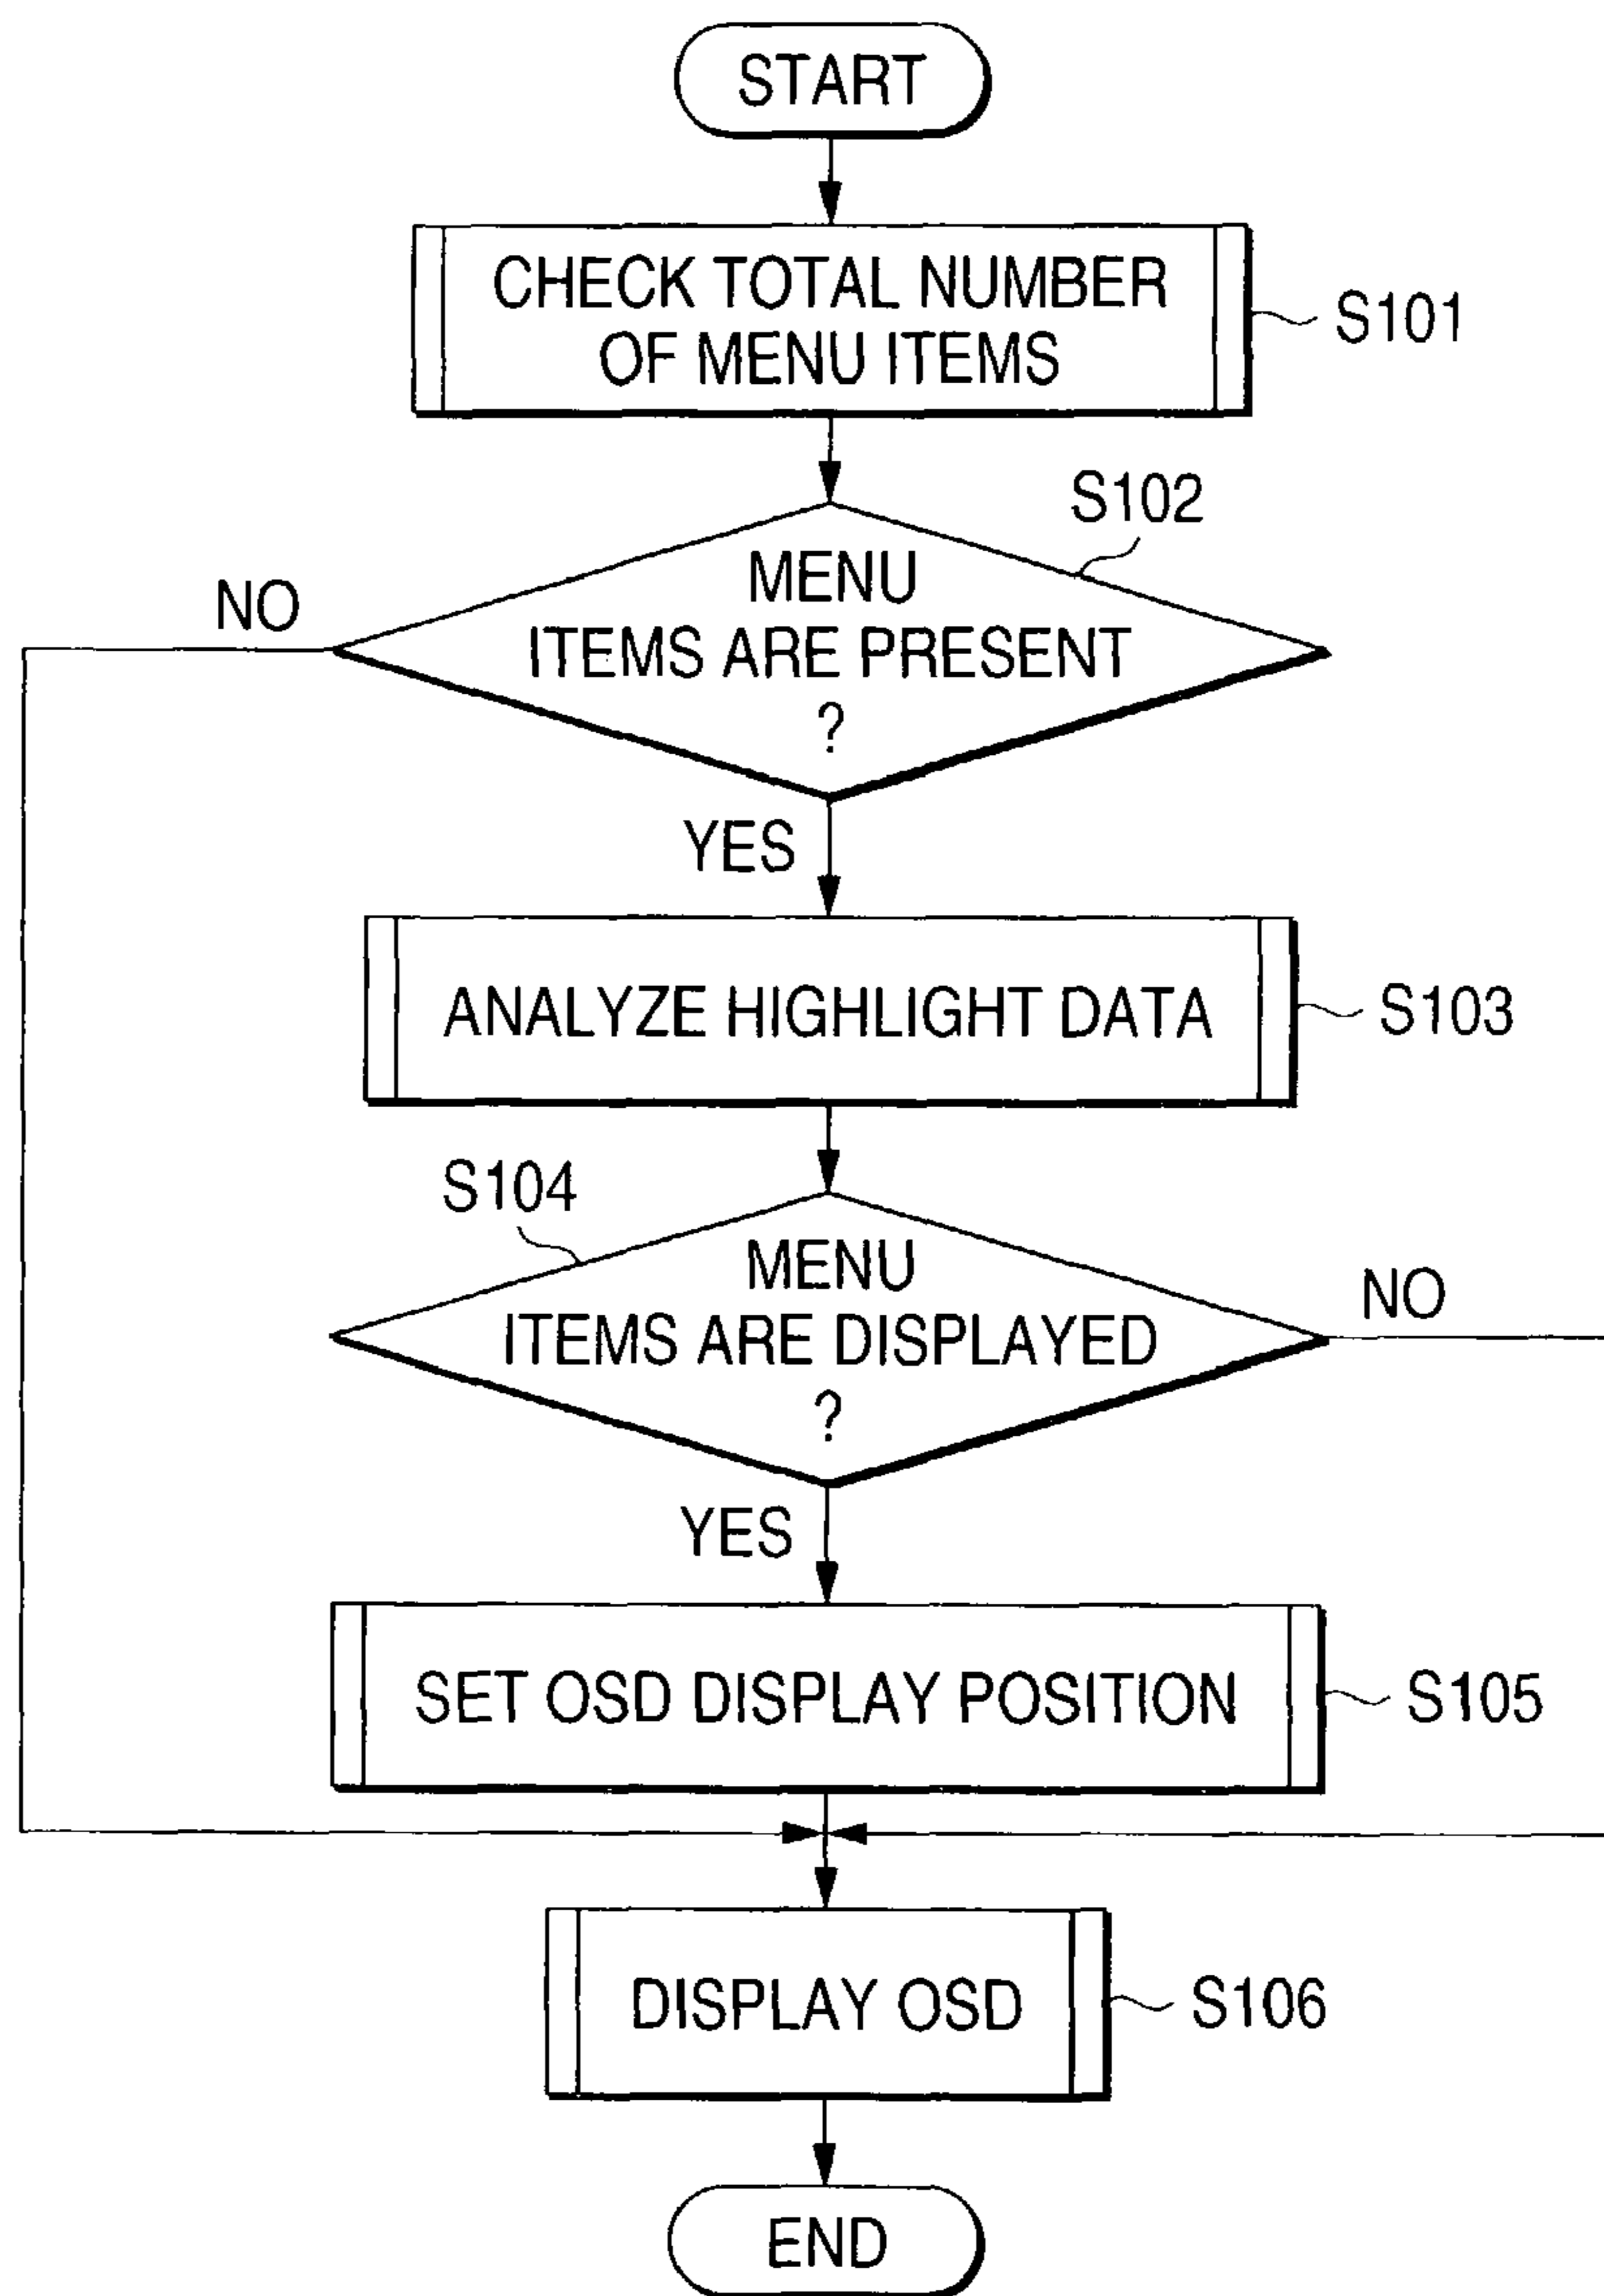 START
CHECK TOTAL NUMBER
OF MENU ITEMS
S101
S102
NO
MENU
ITEMS ARE PRESENT
?
YES
ANALYZE HIGHLIGHT DATA
S103
S104
MENU
ITEMS ARE DISPLAYED
?
NO
YES
SET OSD DISPLAY POSITION
S105
DISPLAY OSD
S106
END